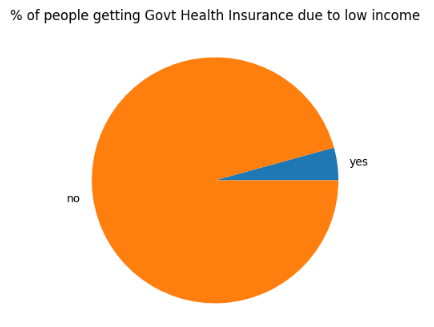 % of people getting Govt Health Insurance due to low income
yes
no